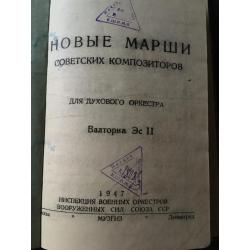 НОВЫЕ МАРШИ
СОВЕТСКИХ КОМПОЗИТОРОВ
ДЛЯ ДУХОВОГО ОРКЕСТРА
Валторна Эс II
1947
ИНСПЕКЦИЯ ВОЕННЫХ ОРКЕСТРОВ
ВООРУЖЕННЫХ СИЛ СОЮЗА ССР
МУЗГИЗ Ленинград